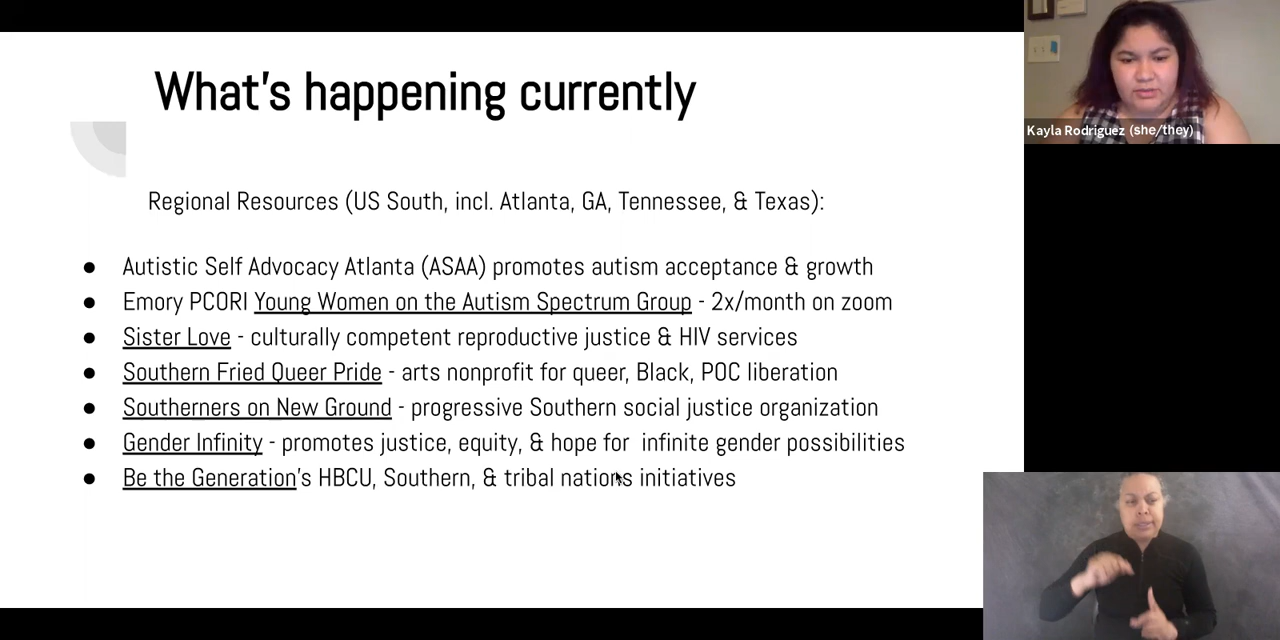 What's happening currently
Kayla Rodriguez (she/they)
Regional Resources (US South, incl. Atlanta, GA, Tennessee, & Texas):
● Autistic Self Advocacy Atlanta (ASAA) promotes autism acceptance & growth
● Emory PCORI Young Women on the Autism Spectrum Group - 2x/month on zoom
● Sister Love - culturally competent reproductive justice & HIV services
● Southern Fried Queer Pride - arts nonprofit for queer, Black, POC liberation
● Southerners on New Ground - progressive Southern social justice organization
● Gender Infinity - promotes justice, equity, & hope for  infinite gender possibilities
● Be the Generation's HBCU, Southern, & tribal nations initiatives